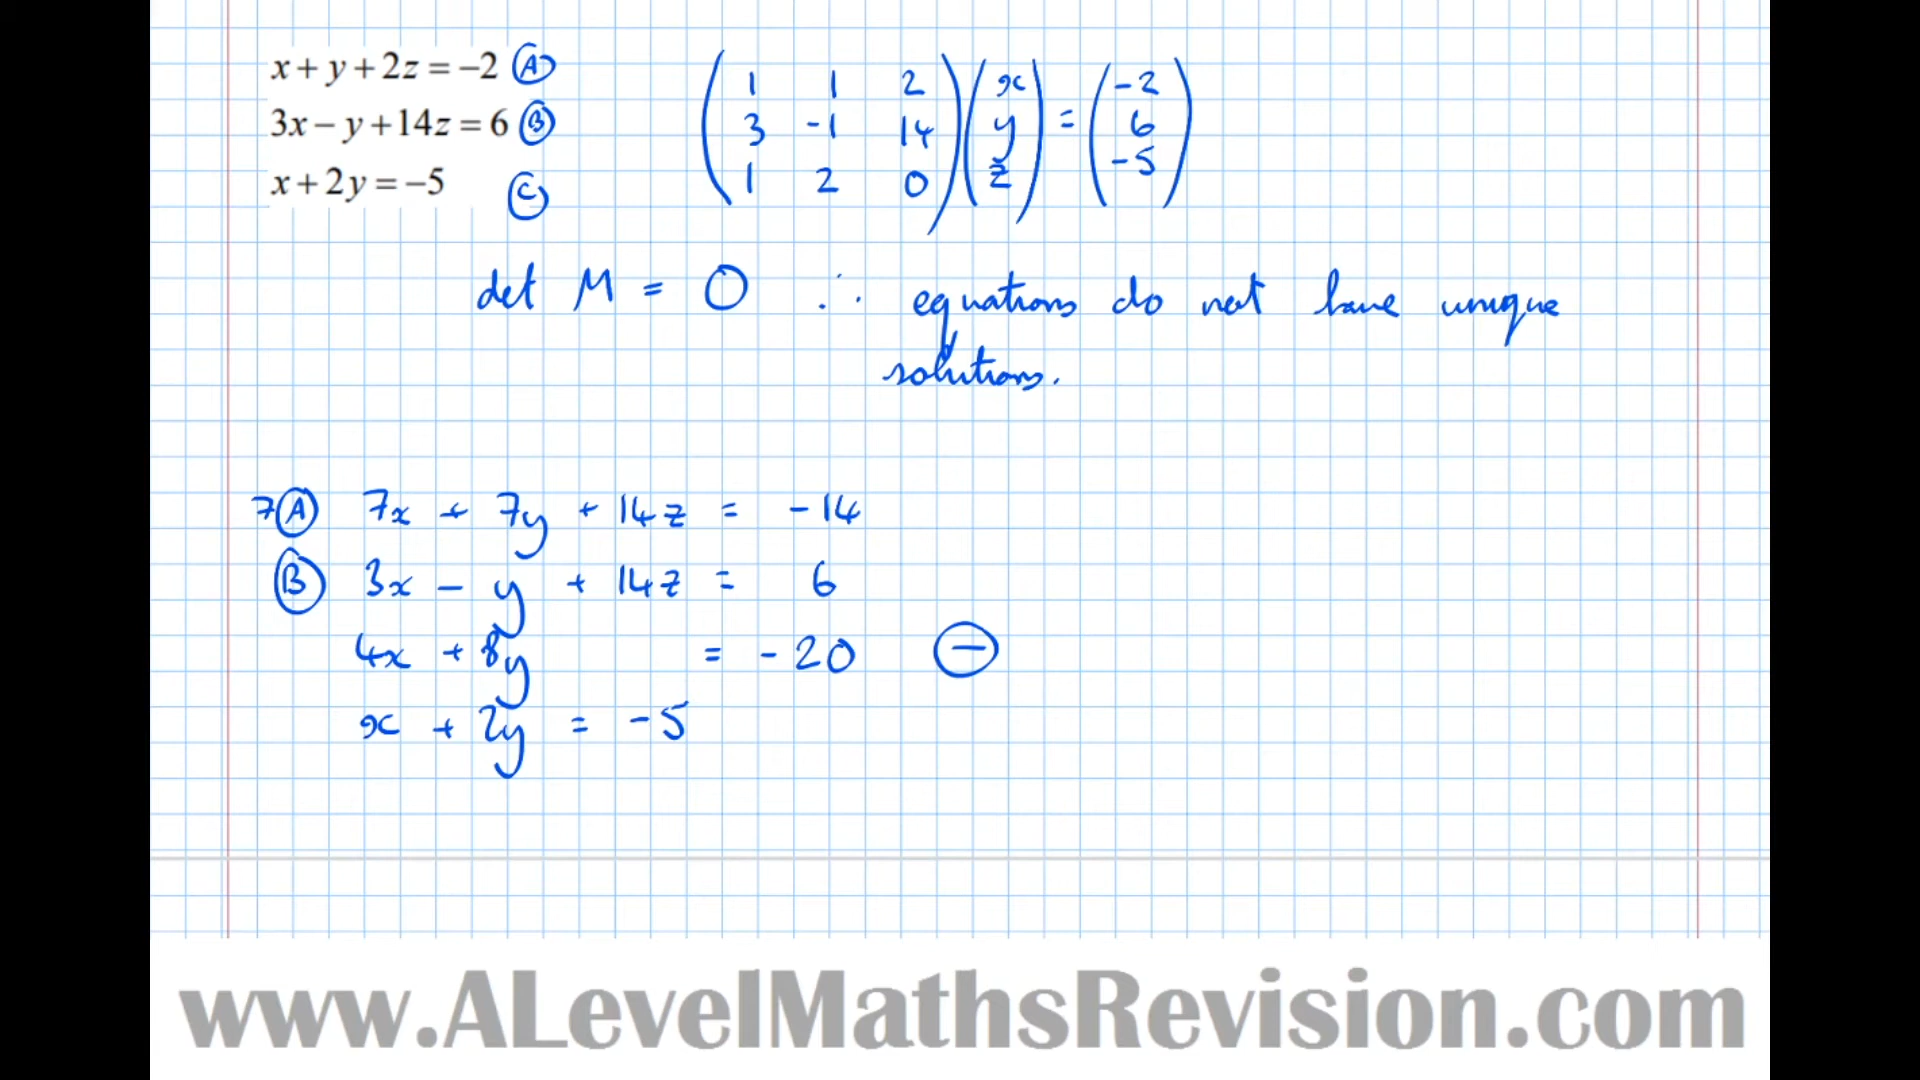 x + y + 2z = −2 Ⓐ
3x − y + 14z = 6 Ⓑ
x + 2y = −5 Ⓒ
( 1 1 2 ) ( x ) = ( -2 )
( 3 -1 14 ) ( y ) ( 6 )
( 1 2 0 ) ( z ) ( -5 )
det M = 0 ∴ equations do not have unique
solutions.
7Ⓐ 7x + 7y + 14z = -14
Ⓑ 3x - y + 14z = 6
4x + 8y = -20 ⊖
x + 2y = -5
www.ALevelMathsRevision.com